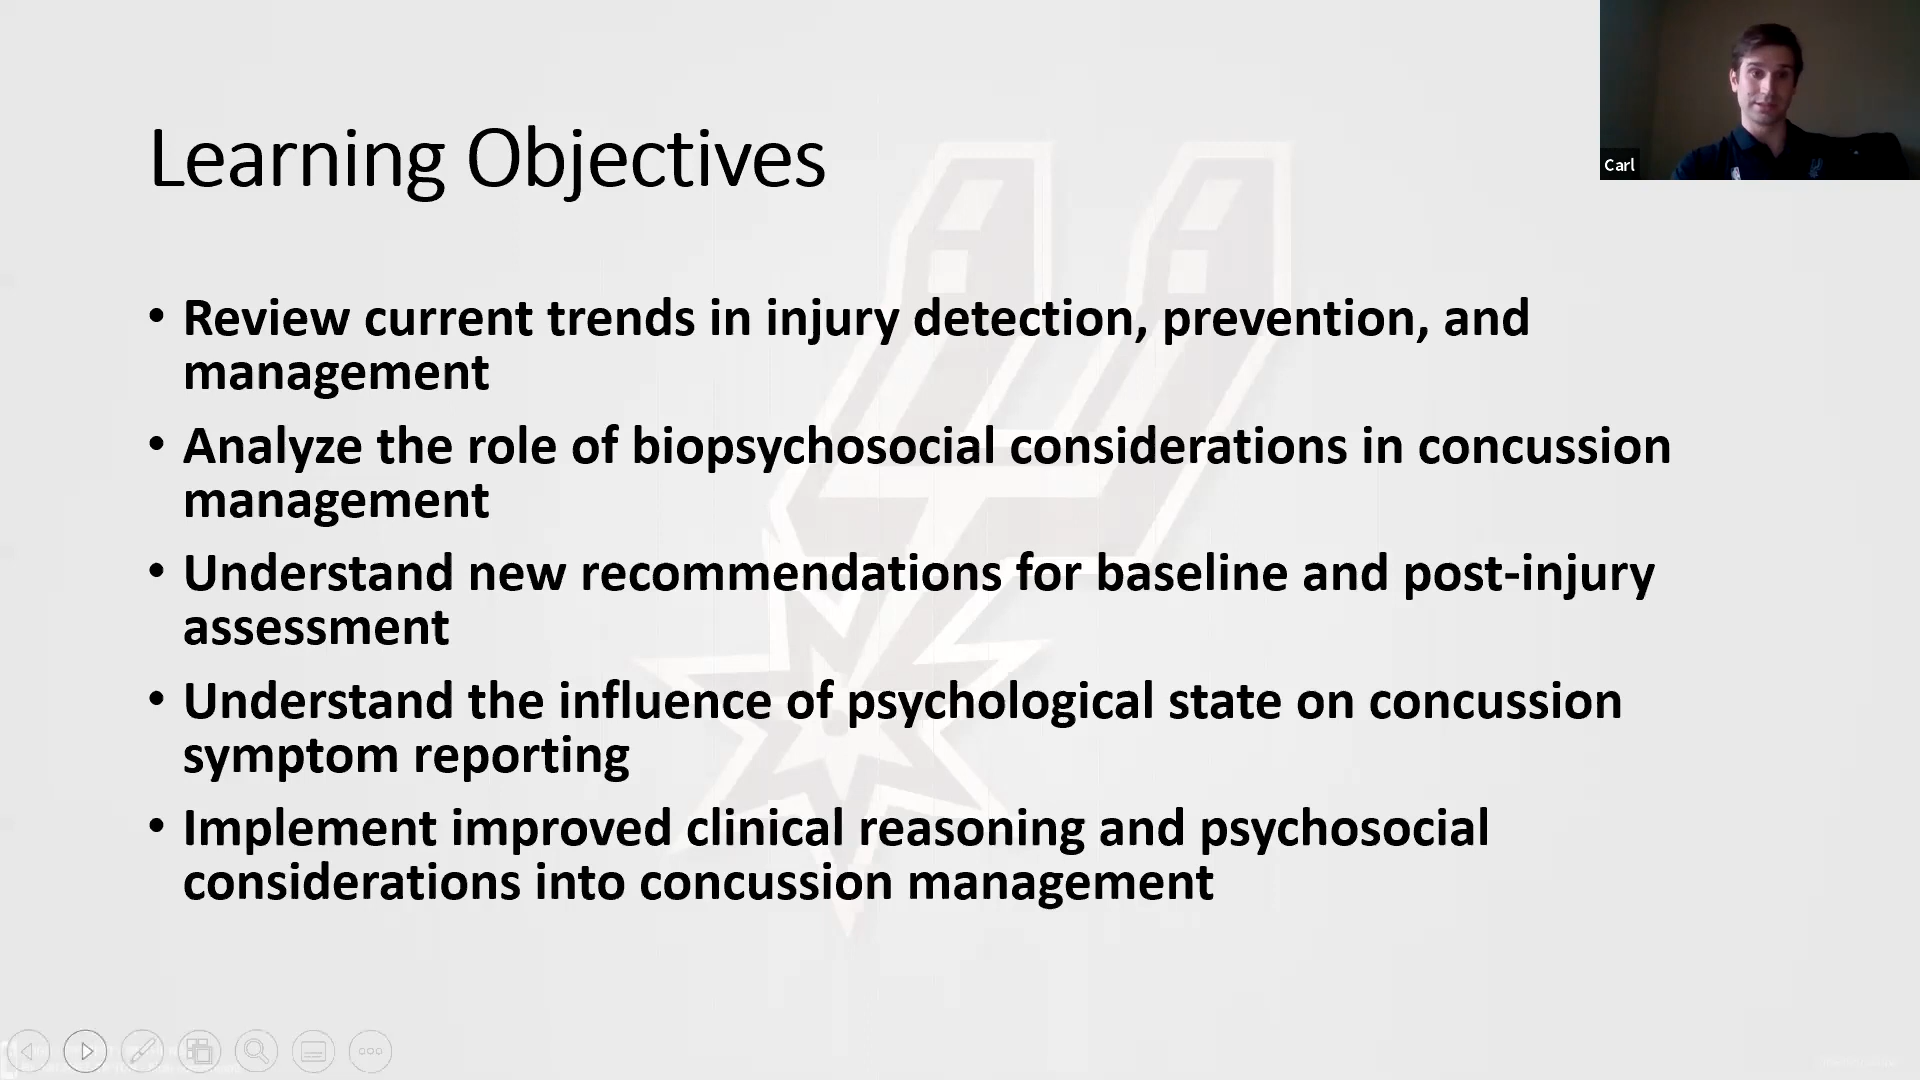 Learning Objectives
Carl
• Review current trends in injury detection, prevention, and
management
• Analyze the role of biopsychosocial considerations in concussion
management
• Understand new recommendations for baseline and post-injury
assessment
• Understand the influence of psychological state on concussion
symptom reporting
• Implement improved clinical reasoning and psychosocial
considerations into concussion management